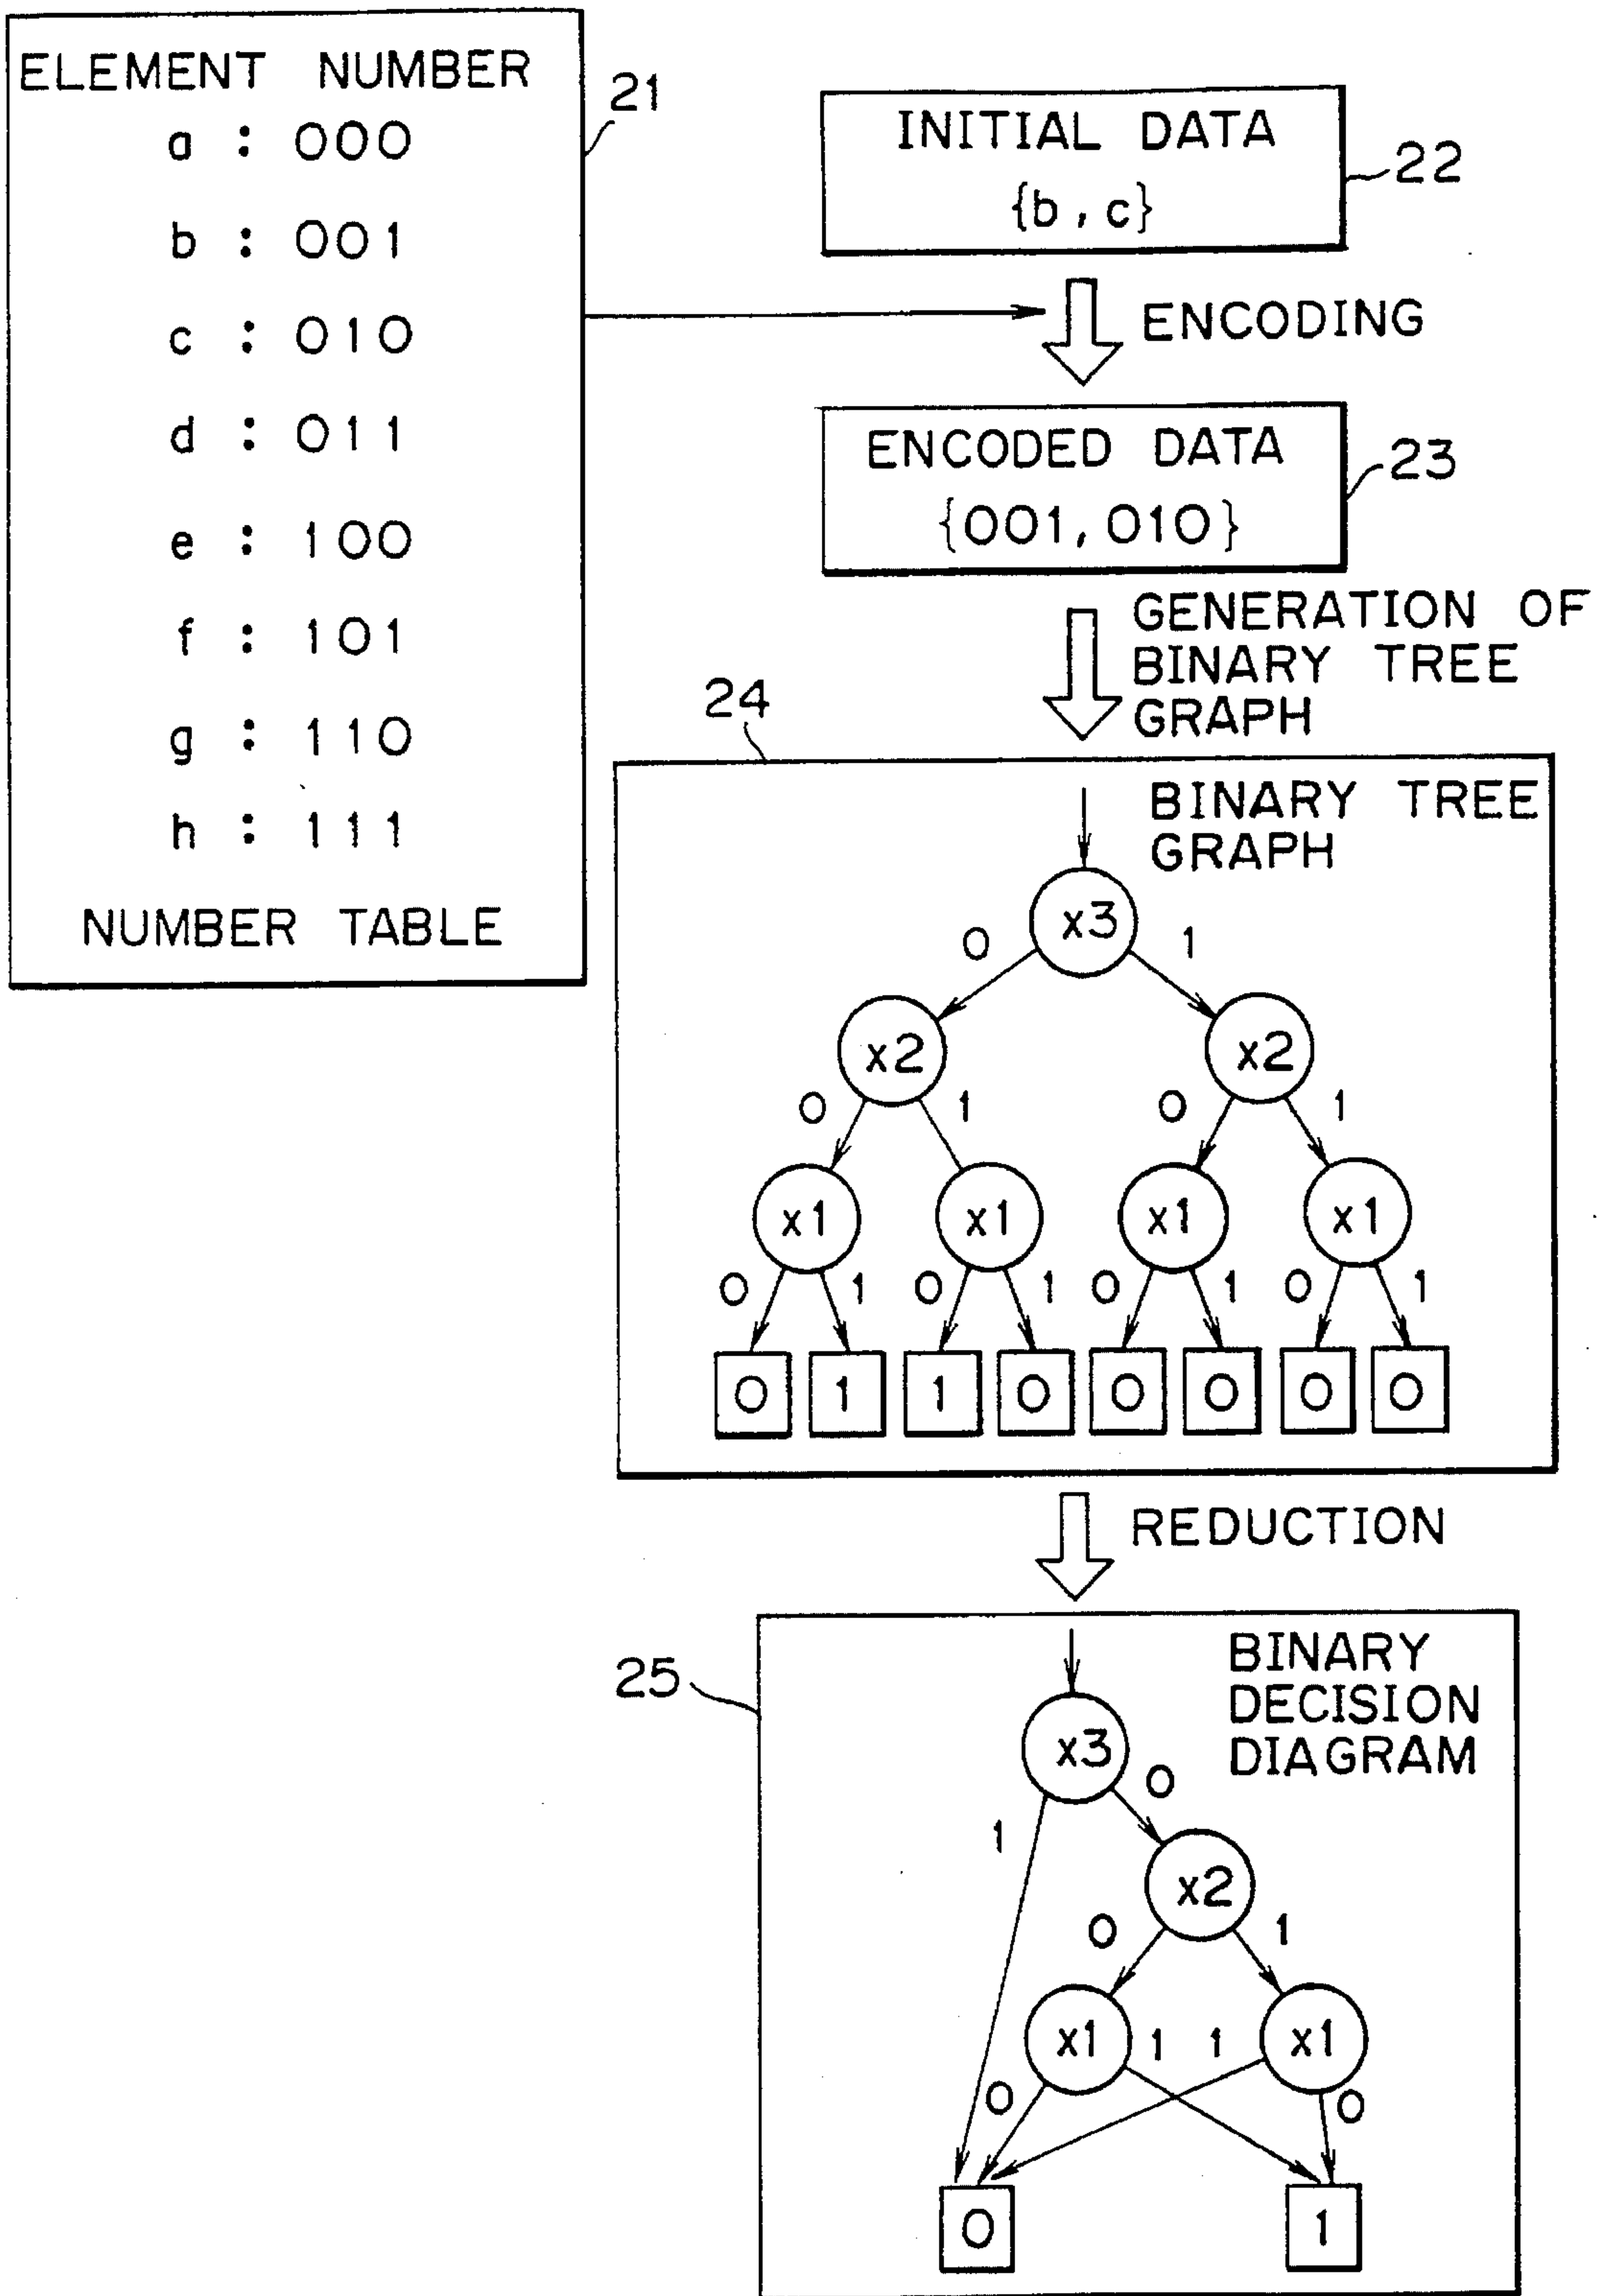 ELEMENT NUMBER
a : 000
b : 001
c : 010
d : 011
e : 100
f : 101
g : 110
h : 111
NUMBER TABLE
21
INITIAL DATA
{b, c}
22
ENCODING
ENCODED DATA
{001, 010}
23
GENERATION OF
BINARY TREE
GRAPH
24
BINARY TREE
GRAPH
x3
0 1
x2 x2
0 1 0 1
x1 x1 x1 x1
0 1 0 1 0 1 0 1
0 1 1 0 0 0 0 0
REDUCTION
25
BINARY
DECISION
DIAGRAM
x3
0
1
x2
0 1
x1 1 1 x1
0 0
0 1